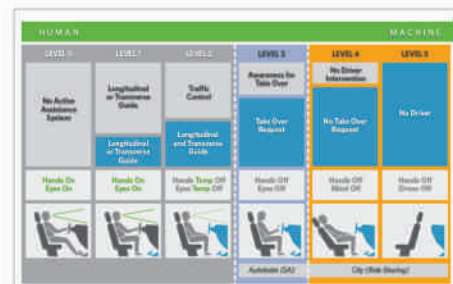 HUMAN
MACHINE
LEVEL 0
LEVEL 1
LEVEL 2
LEVEL 3
LEVEL 4
LEVEL 5
No Active
Assistance
System
Longitudinal
or Transverse
Guide
Traffic
Control
Awareness for
Take Over
No Driver
Intervention
No Driver
Longitudinal
or Transverse
Guide
Longitudinal
and Transverse
Guide
Take Over
Request
No Take Over
Request
Hands On
Eyes On
Hands On
Eyes On
Hands Temp Off
Eyes Temp Off
Hands Off
Eyes Off
Hands Off
Mind Off
Hands Off
Driver Off
Autobahn (SA)
City (Ride Sharing)